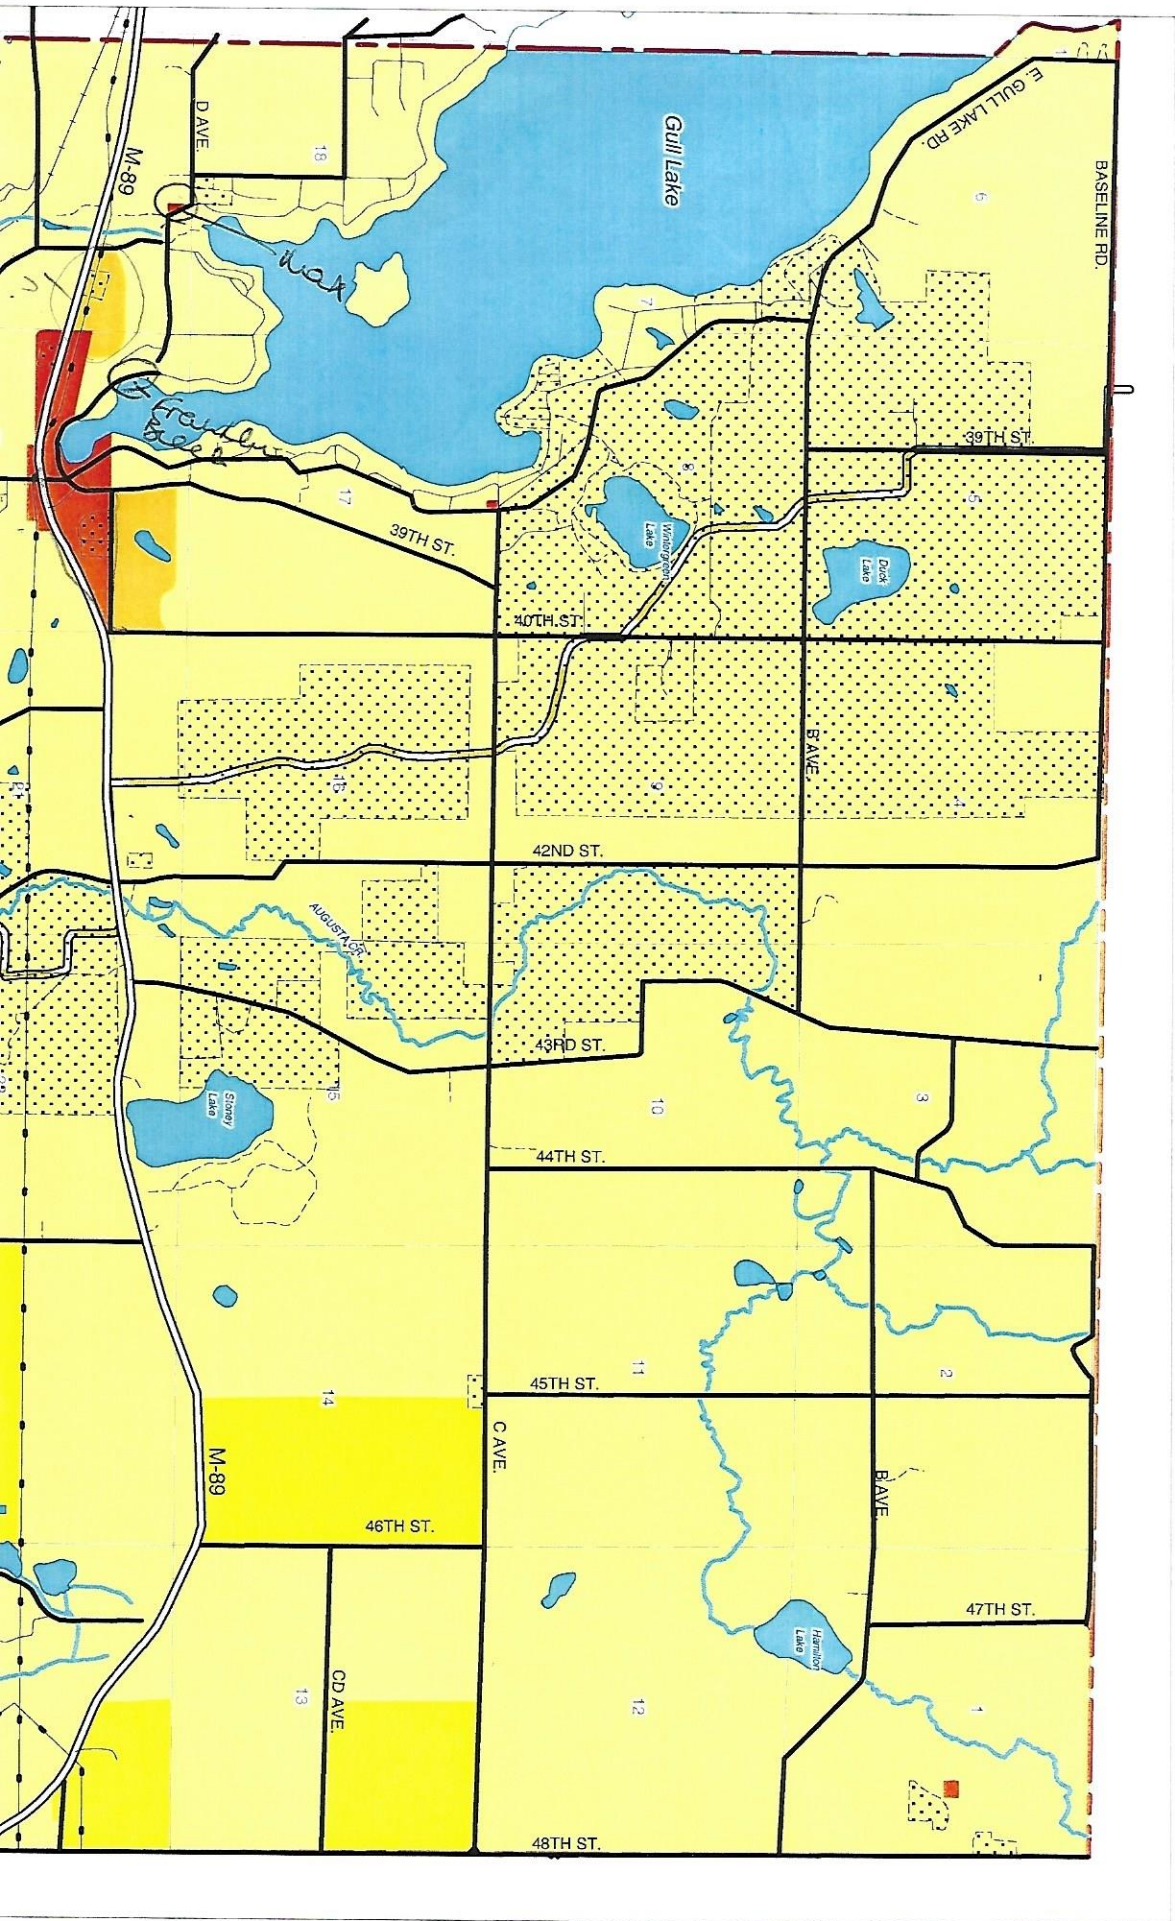 BASELINE RD.
E. GULL LAKE RD.
Gull Lake
D AVE.
M-89
18
6
7
8
5
17
39TH ST.
39TH ST.
Wintergreen
Lake
Duck
Lake
40TH ST.
B AVE.
16
9
4
42ND ST.
AUGUSTA CR.
43RD ST.
Stoney
Lake
15
10
3
44TH ST.
11
2
45TH ST.
14
C AVE.
B AVE.
M-89
46TH ST.
47TH ST.
Hamilton
Lake
13
CD AVE.
12
1
48TH ST.